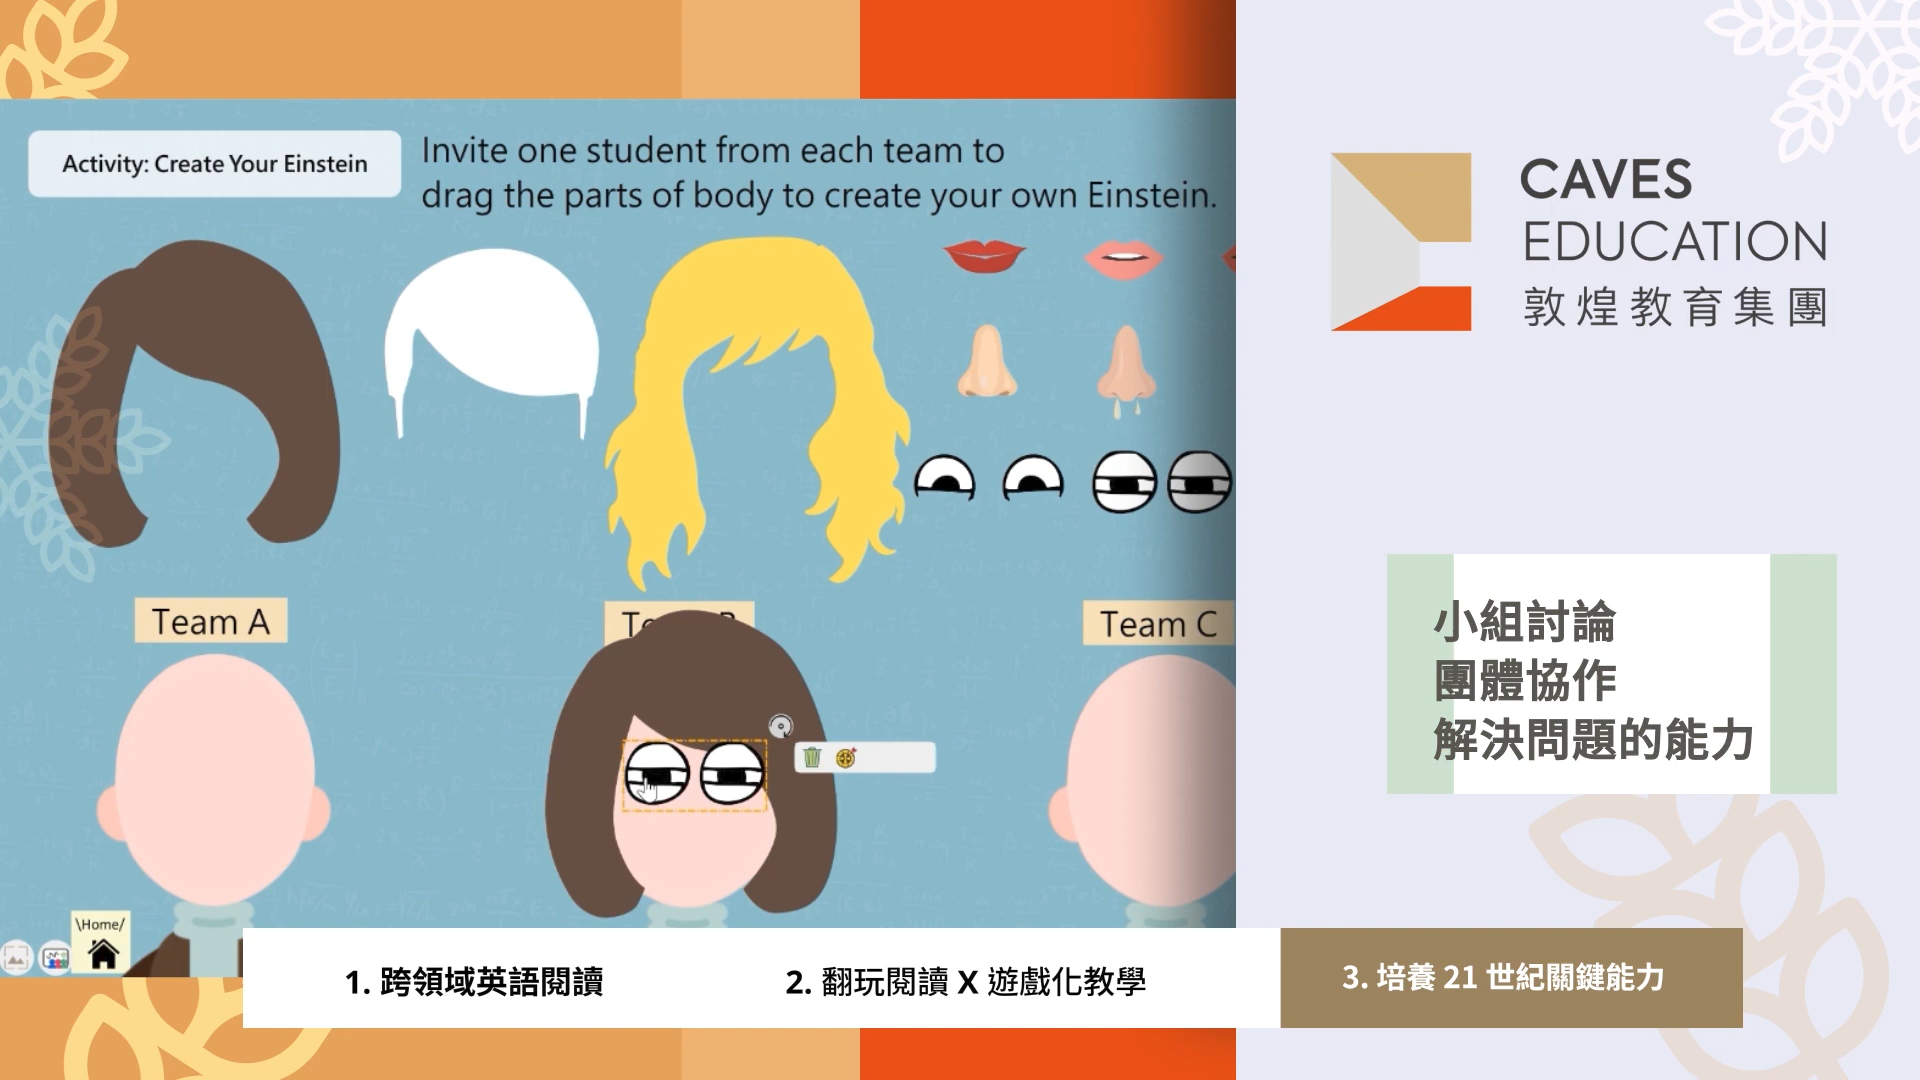 Activity: Create Your Einstein
Invite one student from each team to
drag the parts of body to create your own Einstein.
Team A
Team C
\Home/
CAVES
EDUCATION
敦煌教育集團
小組討論
團體協作
解決問題的能力
1. 跨領域英語閱讀
2. 翻玩閱讀 X 遊戲化教學
3. 培養 21 世紀關鍵能力